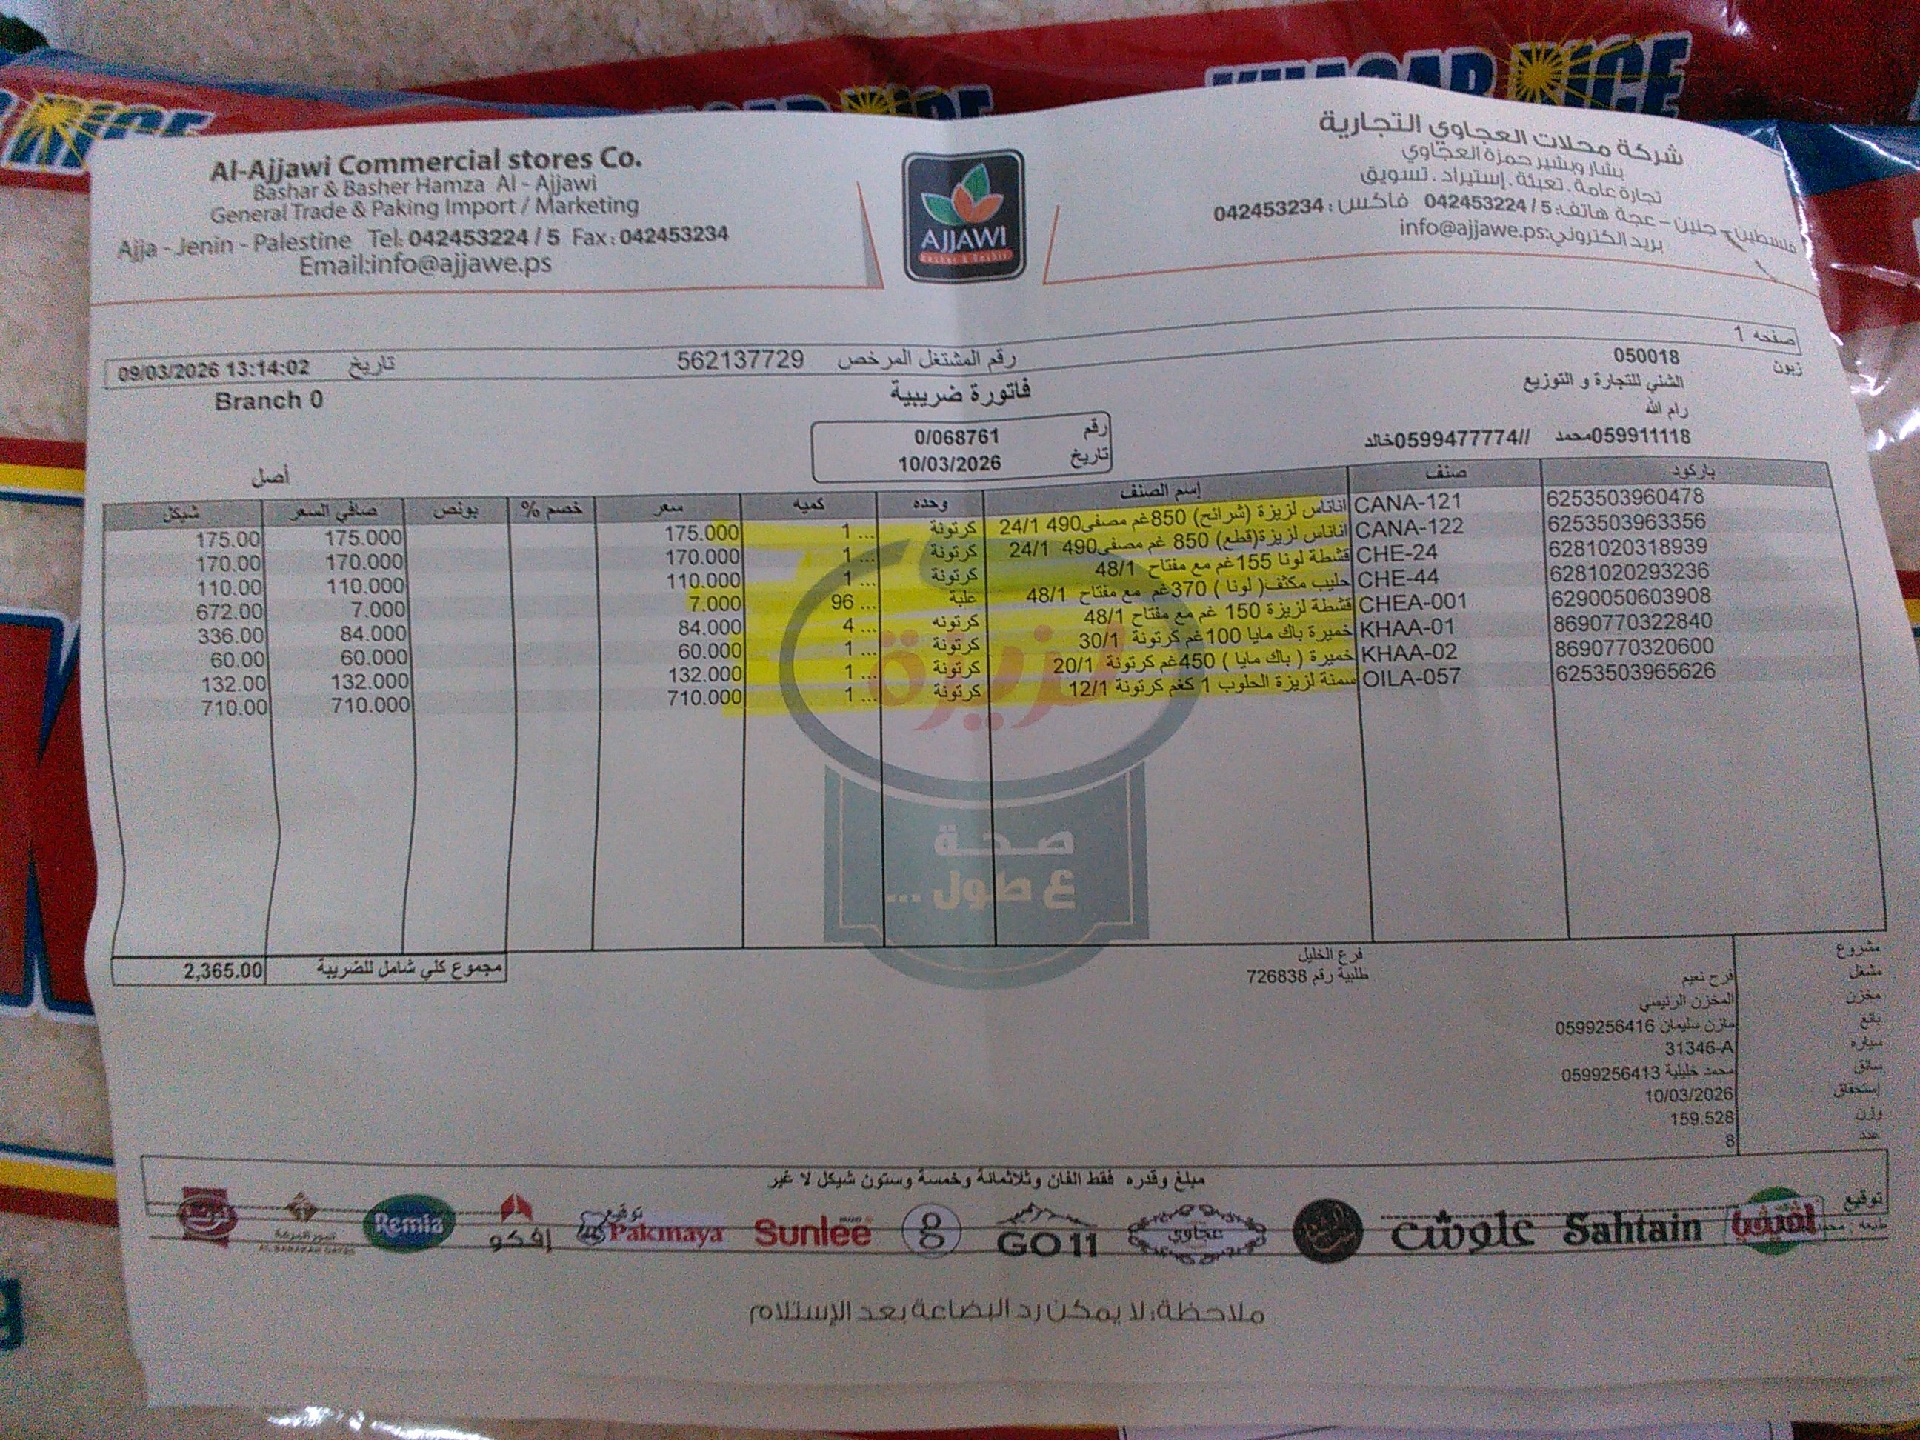 KHAZAR RICE
RICE
Al-Ajjawi Commercial stores Co.
Bashar & Basher Hamza Al - Ajjawi
General Trade & Paking Import / Marketing
Ajja - Jenin - Palestine Tel: 042453224 / 5 Fax: 042453234
Email:info@ajjawe.ps
AJJAWI
شركة محلات العجاوي التجارية
بشار وبشير حمزة العجاوي
تجارة عامة . تعبئة . إستيراد . تسويق
فلسطين - جنين - عجة هاتف: 5 / 042453224 فاكس : 042453234
بريد الكتروني: info@ajjawe.ps
صفحه 1
رقم المشتغل المرخص 562137729
تاريخ 09/03/2026 13:14:02
زبون 050018
الشني للتجارة و التوزيع
رام الله
059911118محمد //0599477774خالد
فاتورة ضريبية
Branch 0
رقم 0/068761
تاريخ 10/03/2026
أصل
باركود صنف إسم الصنف وحده كميه سعر خصم % بونص صافي السعر شيكل
6253503960478 CANA-121 اناناس لزيزة (شرائح) 850غم مصفى490 24/1 كرتونة 1 ... 175.000 175.000 175.00
6253503963356 CANA-122 اناناس لزيزة(قطع) 850 غم مصفى490 24/1 كرتونة 1 ... 170.000 170.000 170.00
6281020318939 CHE-24 قشطة لونا 155غم مع مفتاح 48/1 كرتونة 1 ... 110.000 110.000 110.00
6281020293236 CHE-44 حليب مكثف( لونا ) 370غم مع مفتاح 48/1 علبة 96 ... 7.000 7.000 672.00
6290050603908 CHEA-001 قشطة لزيزة 150 غم مع مفتاح 48/1 كرتونه 4 ... 84.000 84.000 336.00
8690770322840 KHAA-01 خميرة باك مايا 100غم كرتونة 30/1 كرتونة 1 ... 60.000 60.000 60.00
8690770320600 KHAA-02 خميرة ( باك مايا ) 450غم كرتونة 20/1 كرتونة 1 ... 132.000 132.000 132.00
6253503965626 OILA-057 سمنة لزيزة الحلوب 1 كغم كرتونة 12/1 كرتونة 1 ... 710.000 710.000 710.00
لزيزة
صحة
ع طول ...
مجموع كلي شامل للضريبة 2,365.00
فرع الخليل
طلبية رقم 726838
مشروع
مشغل فرح نعيم
مخزن المخزن الرئيسي
بائع مازن سليمان 0599256416
سياره 31346-A
سائق محمد خليلية 0599256413
إستحقاق 10/03/2026
وزن 159.528
عدد 8
مبلغ وقدره فقط الفان وثلاثمائة وخمسة وستون شيكل لا غير
توقيع
Remia إفكو Pakmaya Sunlee g GO11 عجاوي علوش Sahtain
ملاحظة: لا يمكن رد البضاعة بعد الإستلام